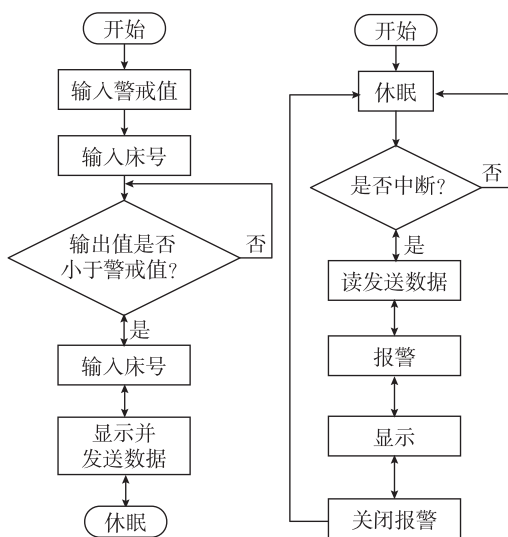 开始
输入警戒值
输入床号
输出值是否
小于警戒值?
否
是
输入床号
显示并
发送数据
休眠
开始
休眠
是否中断?
否
是
读发送数据
报警
显示
关闭报警